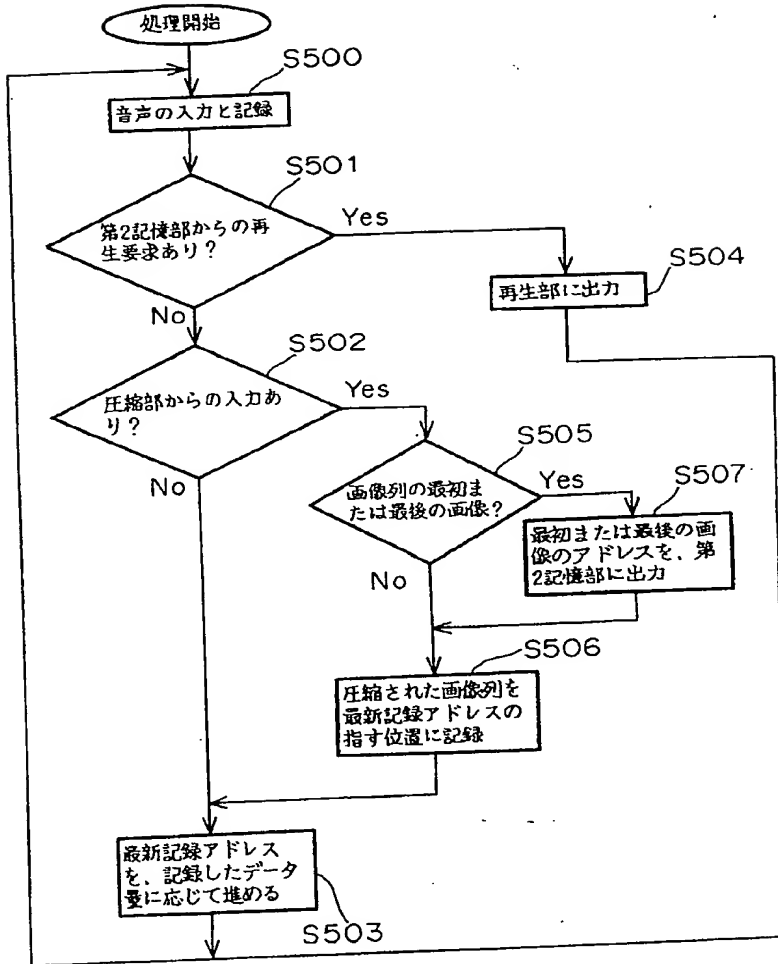 処理開始
S500
音声の入力と記録
S501
第2記憶部からの再
生要求あり?
Yes
No
S504
再生部に出力
S502
圧縮部からの入力あ
り?
Yes
No
S505
画像列の最初ま
たは最後の画像?
Yes
No
S507
最初または最後の画
像のアドレスを、第
2記憶部に出力
S506
圧縮された画像列を
最新記録アドレスの
指す位置に記録
最新記録アドレス
を、記録したデータ
量に応じて進める
S503